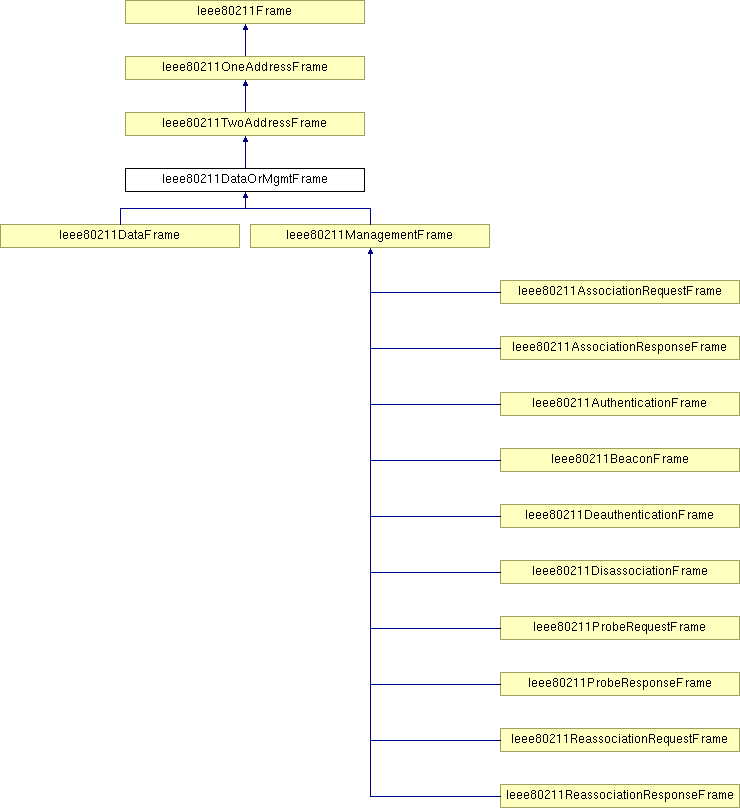 Ieee80211Frame
Ieee80211OneAddressFrame
Ieee80211TwoAddressFrame
Ieee80211DataOrMgmtFrame
Ieee80211DataFrame
Ieee80211ManagementFrame
Ieee80211AssociationRequestFrame
Ieee80211AssociationResponseFrame
Ieee80211AuthenticationFrame
Ieee80211BeaconFrame
Ieee80211DeauthenticationFrame
Ieee80211DisassociationFrame
Ieee80211ProbeRequestFrame
Ieee80211ProbeResponseFrame
Ieee80211ReassociationRequestFrame
Ieee80211ReassociationResponseFrame